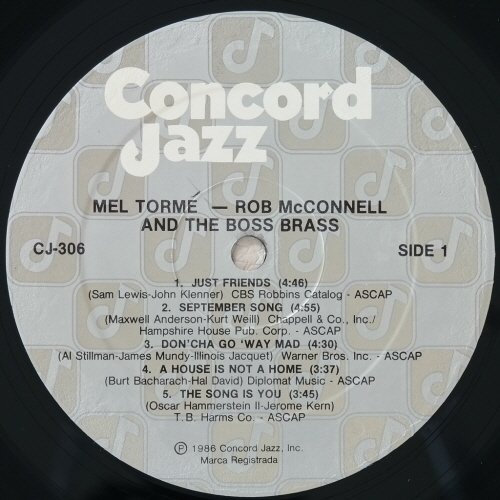 Concord
Jazz
MEL TORMÉ — ROB McCONNELL
AND THE BOSS BRASS
CJ-306
SIDE 1
1. JUST FRIENDS (4:46)
(Sam Lewis-John Klenner) CBS Robbins Catalog - ASCAP
2. SEPTEMBER SONG (4:55)
(Maxwell Anderson-Kurt Weill) Chappell & Co., Inc./
Hampshire House Pub. Corp. - ASCAP
3. DON'CHA GO 'WAY MAD (4:30)
(Al Stillman-James Mundy-Illinois Jacquet) Warner Bros. Inc. - ASCAP
4. A HOUSE IS NOT A HOME (3:37)
(Burt Bacharach-Hal David) Diplomat Music - ASCAP
5. THE SONG IS YOU (3:45)
(Oscar Hammerstein II-Jerome Kern)
T.B. Harms Co. - ASCAP
Ⓟ 1986 Concord Jazz, Inc.
Marca Registrada